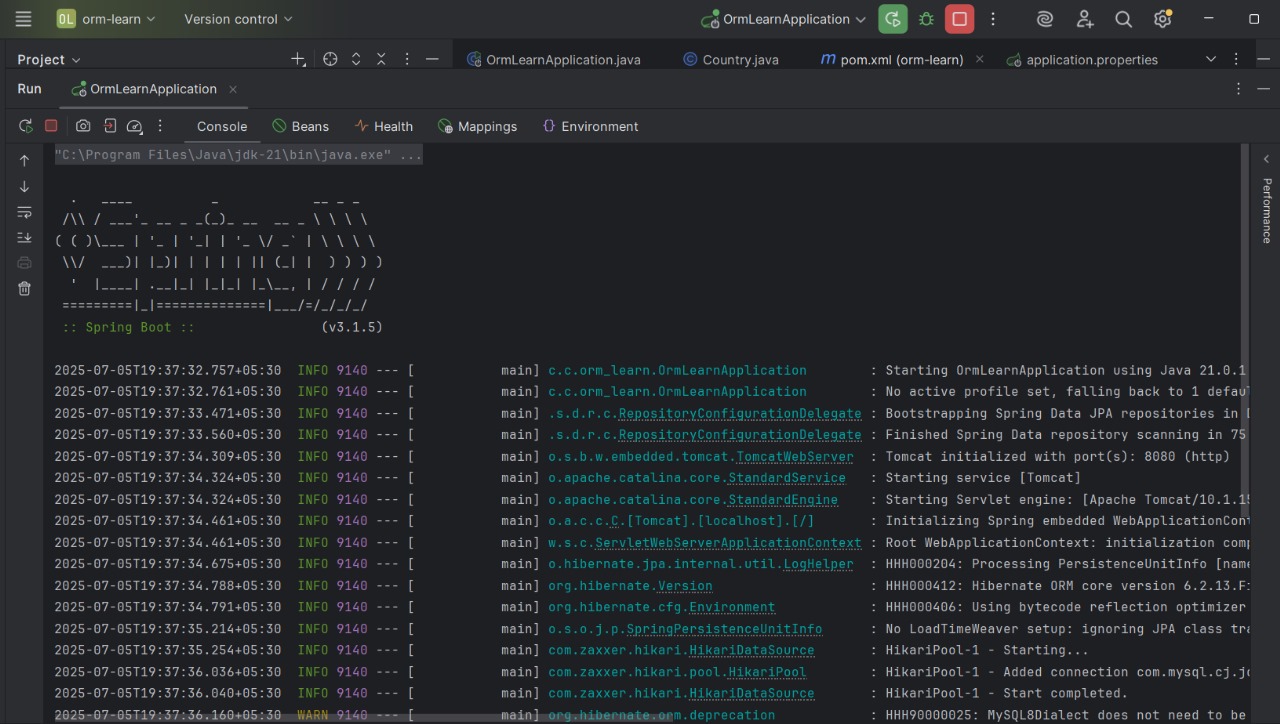 OL orm-learn Version control OrmLearnApplication
Project OrmLearnApplication.java Country.java pom.xml (orm-learn) application.properties
Run OrmLearnApplication
Console Beans Health Mappings Environment
Performance
"C:\Program Files\Java\jdk-21\bin\java.exe" ...
  .   ____          _            __ _ _
 /\\ / ___'_ __ _ _(_)_ __  __ _ \ \ \ \
( ( )\___ | '_ | '_| | '_ \/ _` | \ \ \ \
 \\/  ___)| |_)| | | | | || (_| |  ) ) ) )
  '  |____| .__|_| |_|_| |_\__, | / / / /
 =========|_|==============|___/=/_/_/_/
 :: Spring Boot ::                (v3.1.5)
2025-07-05T19:37:32.757+05:30  INFO 9140 --- [           main] c.c.orm_learn.OrmLearnApplication        : Starting OrmLearnApplication using Java 21.0.1
2025-07-05T19:37:32.761+05:30  INFO 9140 --- [           main] c.c.orm_learn.OrmLearnApplication        : No active profile set, falling back to 1 defau
2025-07-05T19:37:33.471+05:30  INFO 9140 --- [           main] .s.d.r.c.RepositoryConfigurationDelegate : Bootstrapping Spring Data JPA repositories in D
2025-07-05T19:37:33.560+05:30  INFO 9140 --- [           main] .s.d.r.c.RepositoryConfigurationDelegate : Finished Spring Data repository scanning in 75
2025-07-05T19:37:34.309+05:30  INFO 9140 --- [           main] o.s.b.w.embedded.tomcat.TomcatWebServer  : Tomcat initialized with port(s): 8080 (http)
2025-07-05T19:37:34.324+05:30  INFO 9140 --- [           main] o.apache.catalina.core.StandardService   : Starting service [Tomcat]
2025-07-05T19:37:34.324+05:30  INFO 9140 --- [           main] o.apache.catalina.core.StandardEngine    : Starting Servlet engine: [Apache Tomcat/10.1.15
2025-07-05T19:37:34.461+05:30  INFO 9140 --- [           main] o.a.c.c.C.[Tomcat].[localhost].[/]       : Initializing Spring embedded WebApplicationCont
2025-07-05T19:37:34.461+05:30  INFO 9140 --- [           main] w.s.c.ServletWebServerApplicationContext : Root WebApplicationContext: initialization comp
2025-07-05T19:37:34.675+05:30  INFO 9140 --- [           main] o.hibernate.jpa.internal.util.LogHelper  : HHH000204: Processing PersistenceUnitInfo [name
2025-07-05T19:37:34.788+05:30  INFO 9140 --- [           main] org.hibernate.Version                    : HHH000412: Hibernate ORM core version 6.2.13.Fi
2025-07-05T19:37:34.791+05:30  INFO 9140 --- [           main] org.hibernate.cfg.Environment            : HHH000406: Using bytecode reflection optimizer
2025-07-05T19:37:35.214+05:30  INFO 9140 --- [           main] o.s.o.j.p.SpringPersistenceUnitInfo      : No LoadTimeWeaver setup: ignoring JPA class tra
2025-07-05T19:37:35.254+05:30  INFO 9140 --- [           main] com.zaxxer.hikari.HikariDataSource       : HikariPool-1 - Starting...
2025-07-05T19:37:36.036+05:30  INFO 9140 --- [           main] com.zaxxer.hikari.pool.HikariPool        : HikariPool-1 - Added connection com.mysql.cj.jd
2025-07-05T19:37:36.040+05:30  INFO 9140 --- [           main] com.zaxxer.hikari.HikariDataSource       : HikariPool-1 - Start completed.
2025-07-05T19:37:36.160+05:30  WARN 9140 --- [           main] org.hibernate.orm.deprecation            : HHH90000025: MySQL8Dialect does not need to be